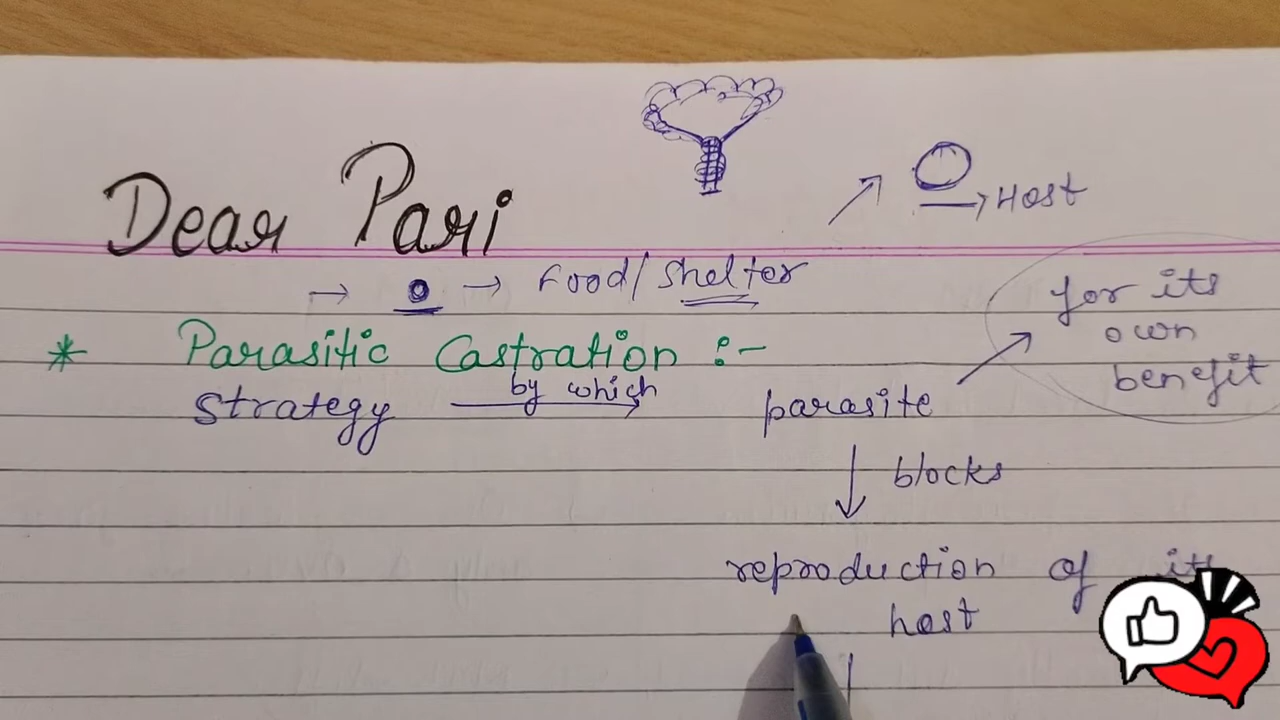 Dear Pari
→ Host
→ → Food/Shelter
* Parasitic Castration :-
Strategy by which → parasite
for its
own
benefit
↓ blocks
reproduction of its
host